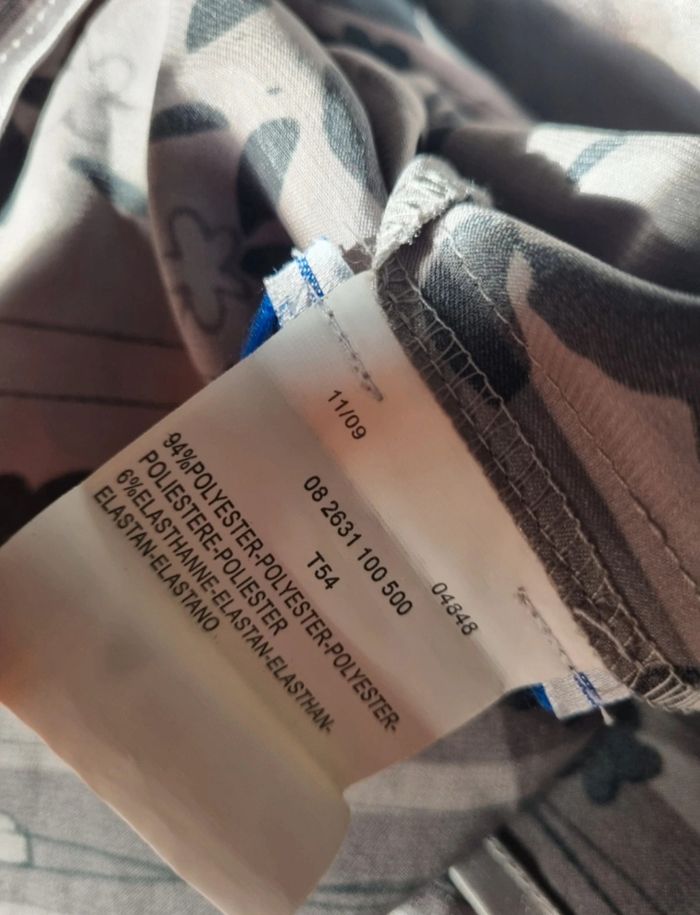 11/09
08 2631 100 500
04848
T54
94%POLYESTER-POLYESTER-POLYESTER-
POLIESTERE-POLIESTER
6%ELASTHANNE-ELASTAN-ELASTHAN-
ELASTAN-ELASTANO